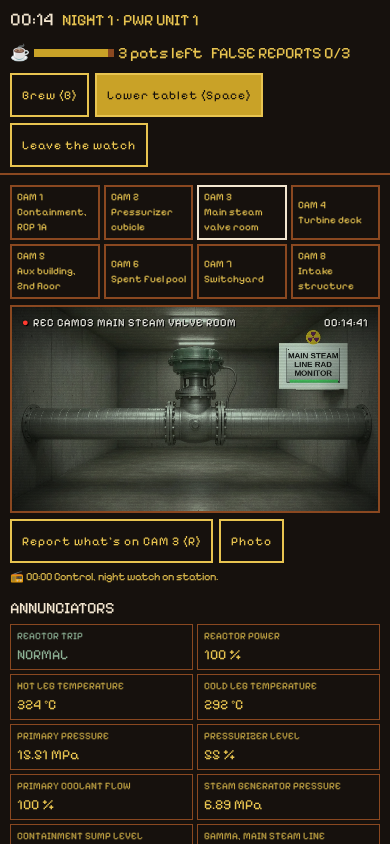 00:14 NIGHT 1 · PWR UNIT 1
3 pots left FALSE REPORTS 0/3
Brew (B)
Lower tablet (Space)
Leave the watch
CAM 1
Containment,
RCP 1A
CAM 2
Pressurizer
cubicle
CAM 3
Main steam
valve room
CAM 4
Turbine deck
CAM 5
Aux building,
2nd floor
CAM 6
Spent fuel pool
CAM 7
Switchyard
CAM 8
Intake
structure
REC CAM03 MAIN STEAM VALVE ROOM 00:14:41
MAIN STEAM
LINE RAD
MONITOR
Report what's on CAM 3 (R)
Photo
00:00 Control, night watch on station.
ANNUNCIATORS
REACTOR TRIP
NORMAL
REACTOR POWER
100 %
HOT LEG TEMPERATURE
324 °C
COLD LEG TEMPERATURE
292 °C
PRIMARY PRESSURE
15.51 MPa
PRESSURISER LEVEL
55 %
PRIMARY COOLANT FLOW
100 %
STEAM GENERATOR PRESSURE
6.89 MPa
CONTAINMENT SUMP LEVEL
GAMMA, MAIN STEAM LINE